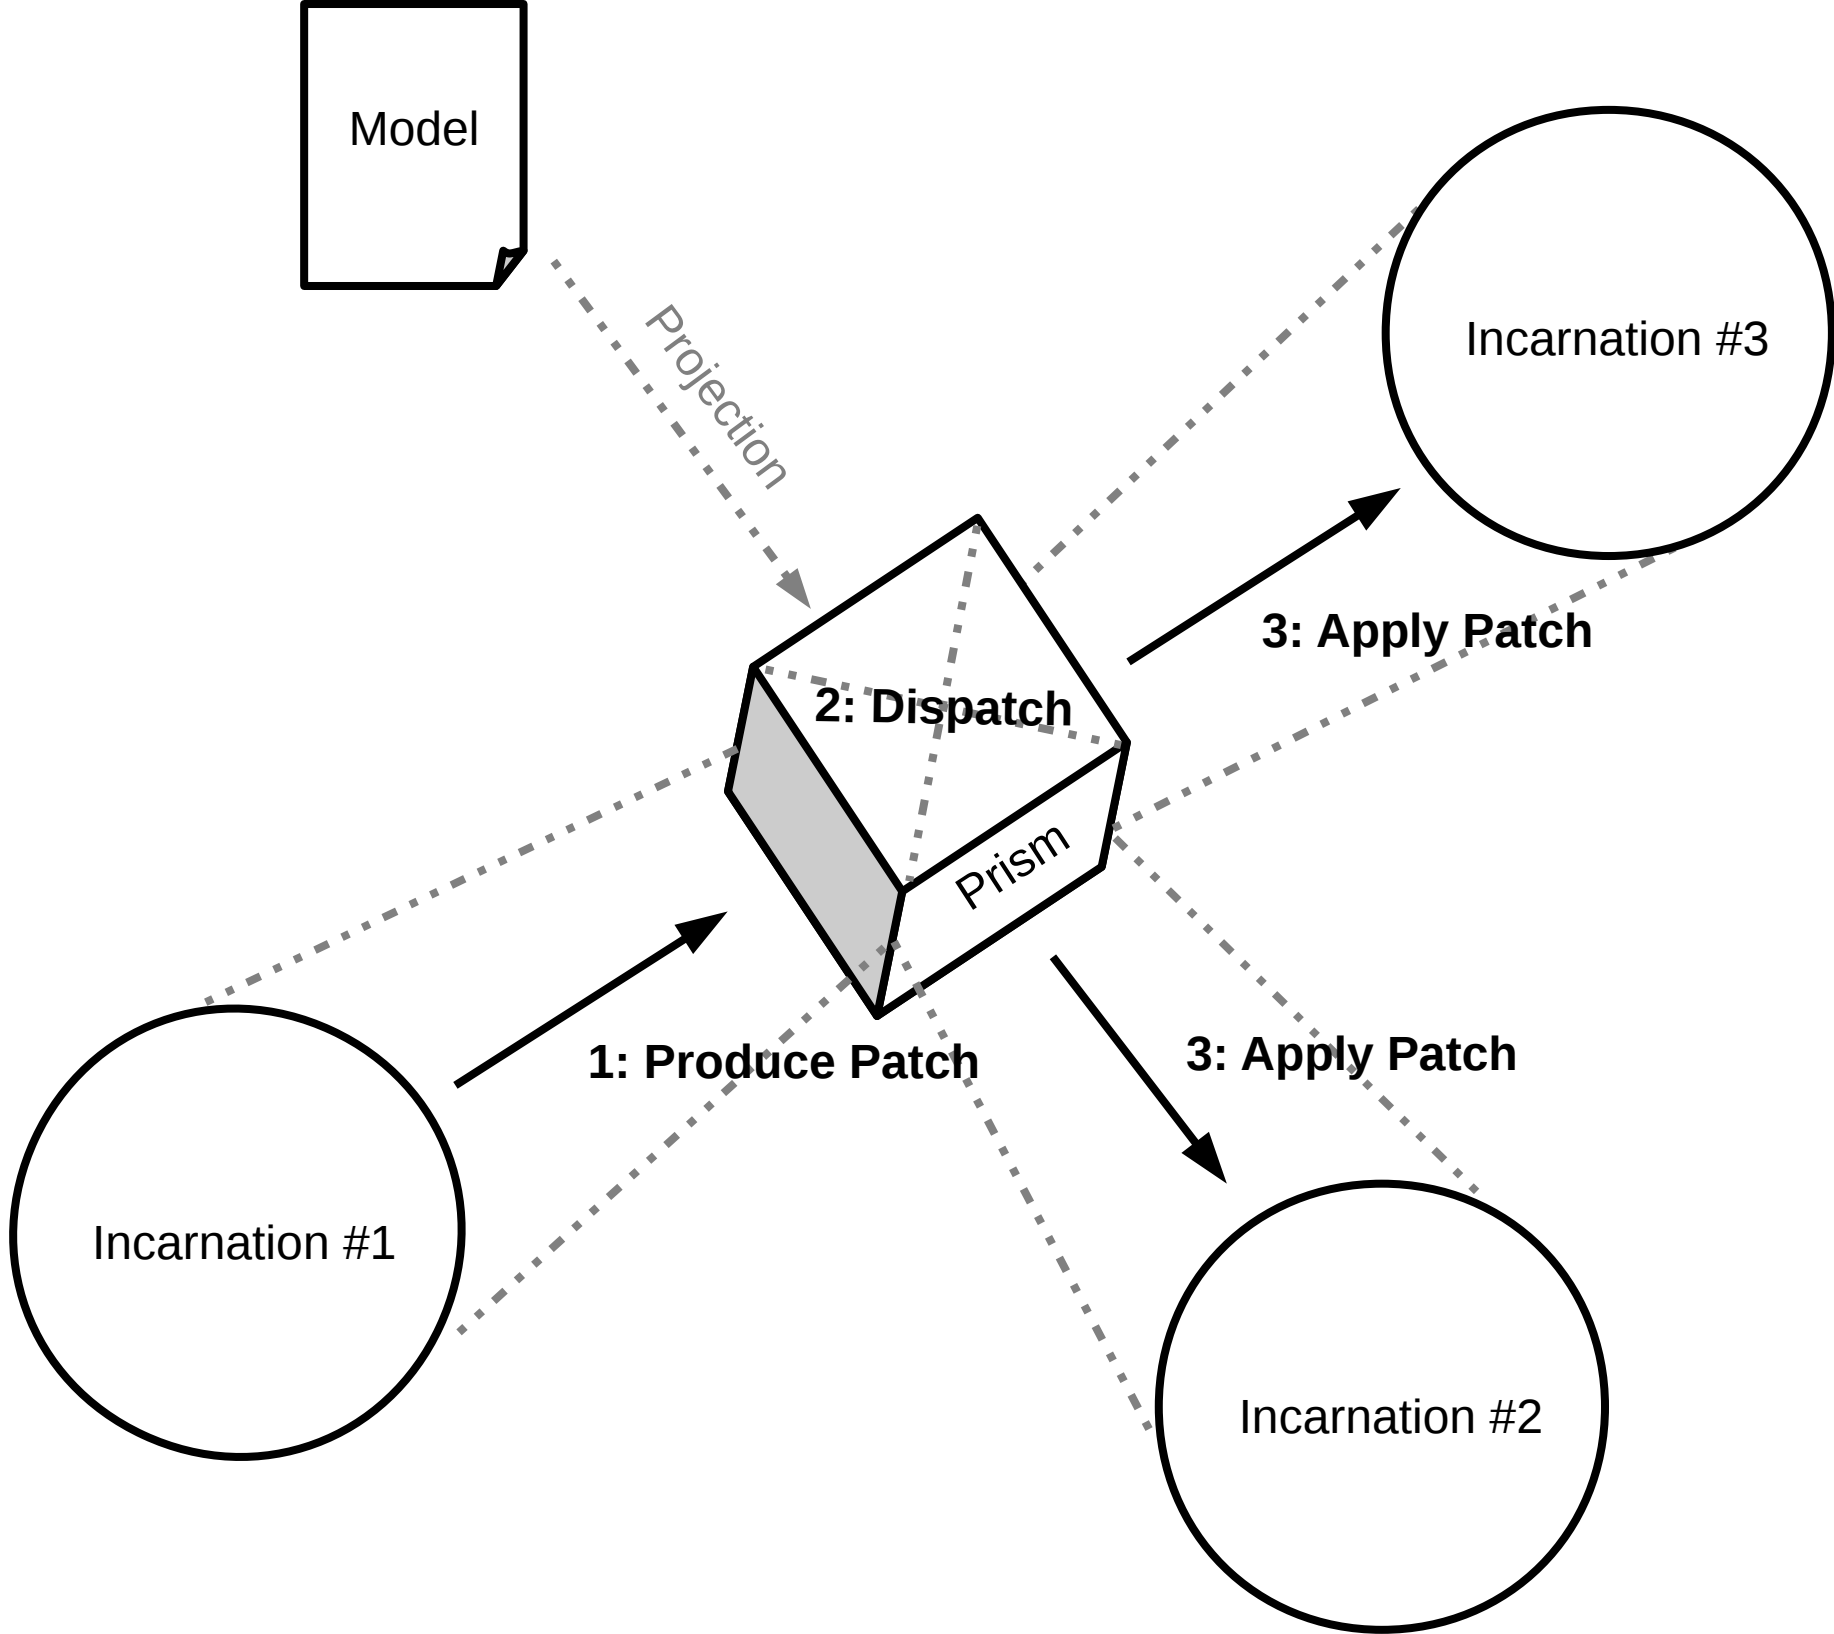 Model
Projection
Incarnation #3
3: Apply Patch
2: Dispatch
Prism
1: Produce Patch
3: Apply Patch
Incarnation #1
Incarnation #2